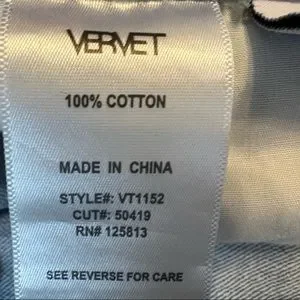 VERVET
100% COTTON
MADE IN CHINA
STYLE#: VT1152
CUT#: 50419
RN# 125813
SEE REVERSE FOR CARE